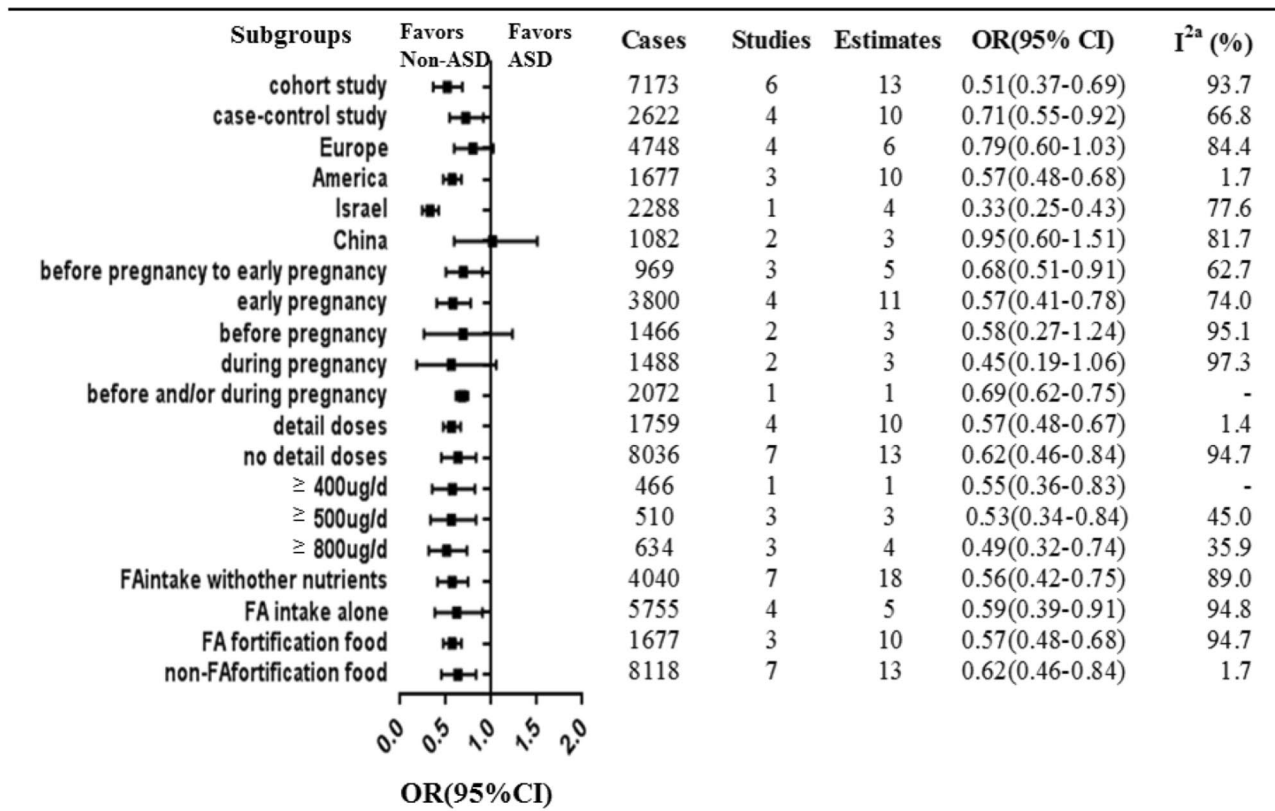 Subgroups Favors Non-ASD Favors ASD Cases Studies Estimates OR(95% CI) I²ᵃ (%)
cohort study 7173 6 13 0.51(0.37-0.69) 93.7
case-control study 2622 4 10 0.71(0.55-0.92) 66.8
Europe 4748 4 6 0.79(0.60-1.03) 84.4
America 1677 3 10 0.57(0.48-0.68) 1.7
Israel 2288 1 4 0.33(0.25-0.43) 77.6
China 1082 2 3 0.95(0.60-1.51) 81.7
before pregnancy to early pregnancy 969 3 5 0.68(0.51-0.91) 62.7
early pregnancy 3800 4 11 0.57(0.41-0.78) 74.0
before pregnancy 1466 2 3 0.58(0.27-1.24) 95.1
during pregnancy 1488 2 3 0.45(0.19-1.06) 97.3
before and/or during pregnancy 2072 1 1 0.69(0.62-0.75) -
detail doses 1759 4 10 0.57(0.48-0.67) 1.4
no detail doses 8036 7 13 0.62(0.46-0.84) 94.7
≥ 400ug/d 466 1 1 0.55(0.36-0.83) -
≥ 500ug/d 510 3 3 0.53(0.34-0.84) 45.0
≥ 800ug/d 634 3 4 0.49(0.32-0.74) 35.9
FAintake withother nutrients 4040 7 18 0.56(0.42-0.75) 89.0
FA intake alone 5755 4 5 0.59(0.39-0.91) 94.8
FA fortification food 1677 3 10 0.57(0.48-0.68) 94.7
non-FAfortification food 8118 7 13 0.62(0.46-0.84) 1.7
0.0 0.5 1.0 1.5 2.0
OR(95%CI)